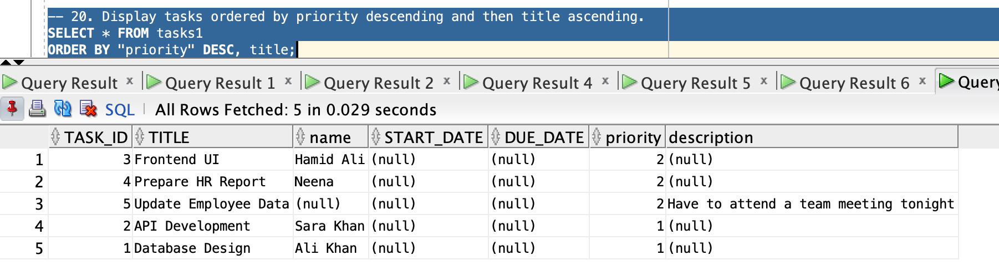 -- 20. Display tasks ordered by priority descending and then title ascending.
SELECT * FROM tasks1
ORDER BY "priority" DESC, title;
Query Result x Query Result 1 x Query Result 2 x Query Result 4 x Query Result 5 x Query Result 6 x Query
SQL All Rows Fetched: 5 in 0.029 seconds
TASK_ID TITLE name START_DATE DUE_DATE priority description
1 3 Frontend UI Hamid Ali (null) (null) 2 (null)
2 4 Prepare HR Report Neena (null) (null) 2 (null)
3 5 Update Employee Data (null) (null) (null) 2 Have to attend a team meeting tonight
4 2 API Development Sara Khan (null) (null) 1 (null)
5 1 Database Design Ali Khan (null) (null) 1 (null)